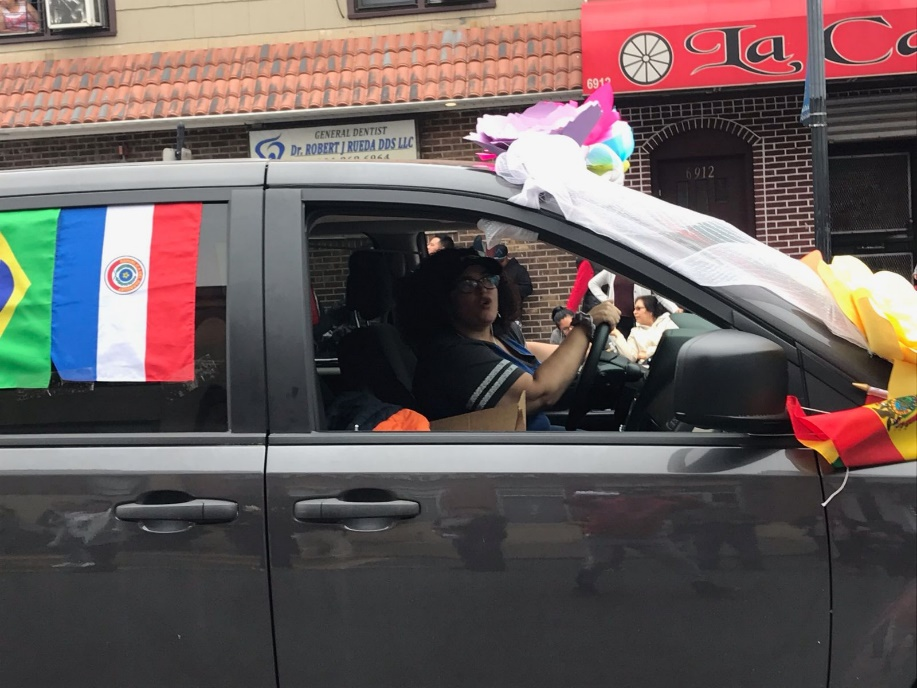 La Ca
6912
GENERAL DENTIST
Dr. ROBERT J RUEDA DDS LLC
6912